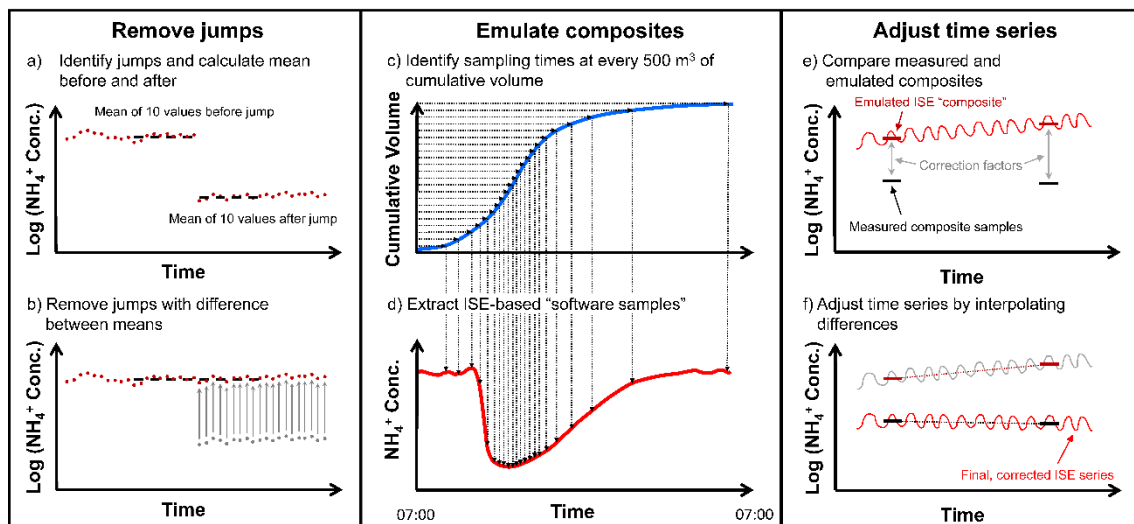 Remove jumps
a) Identify jumps and calculate mean
before and after
Mean of 10 values before jump
Mean of 10 values after jump
Log (NH₄⁺ Conc.)
Time
b) Remove jumps with difference
between means
Log (NH₄⁺ Conc.)
Time
Emulate composites
c) Identify sampling times at every 500 m³ of
cumulative volume
Cumulative Volume
d) Extract ISE-based “software samples”
NH₄⁺ Conc.
07:00
Time
07:00
Adjust time series
e) Compare measured and
emulated composites
Emulated ISE “composite”
Correction factors
Measured composite samples
Log (NH₄⁺ Conc.)
Time
f) Adjust time series by interpolating
differences
Final, corrected ISE series
Log (NH₄⁺ Conc.)
Time